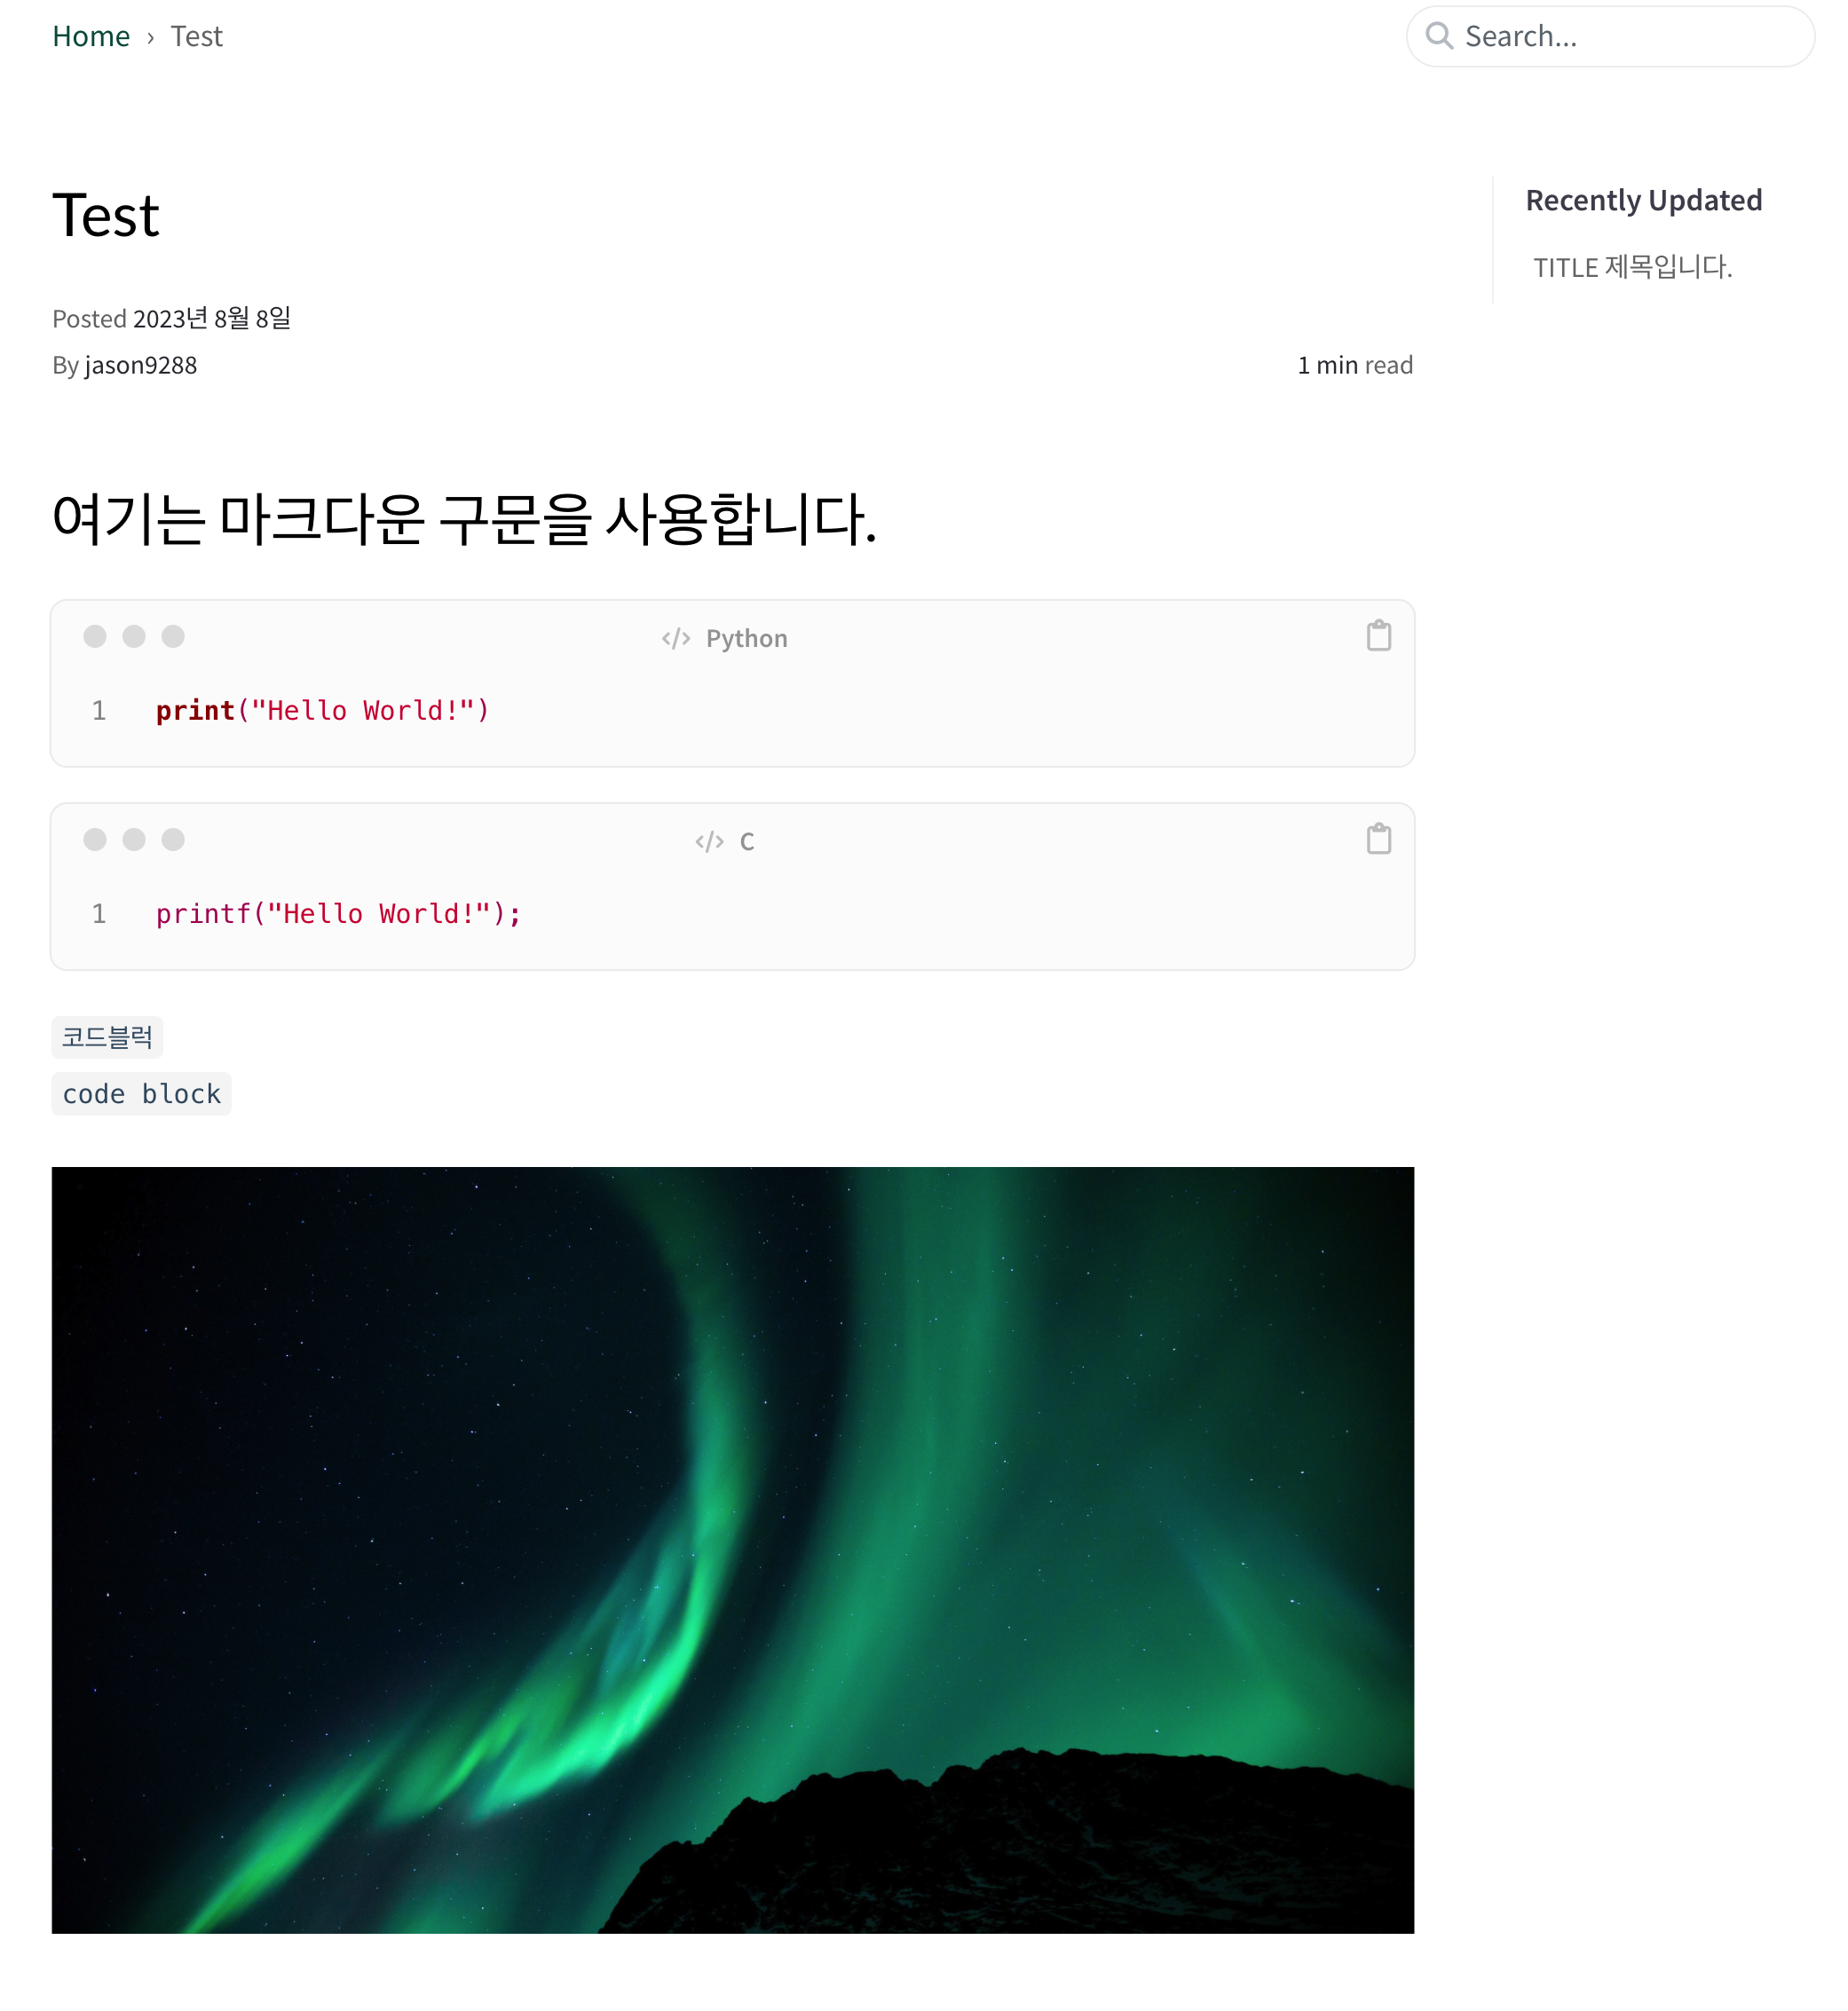 Home › Test
Search...
Test
Posted 2023년 8월 8일
By jason9288
1 min read
Recently Updated
TITLE 제목입니다.
여기는 마크다운 구문을 사용합니다.
</> Python
1 print("Hello World!")
</> C
1 printf("Hello World!");
코드블럭
code block